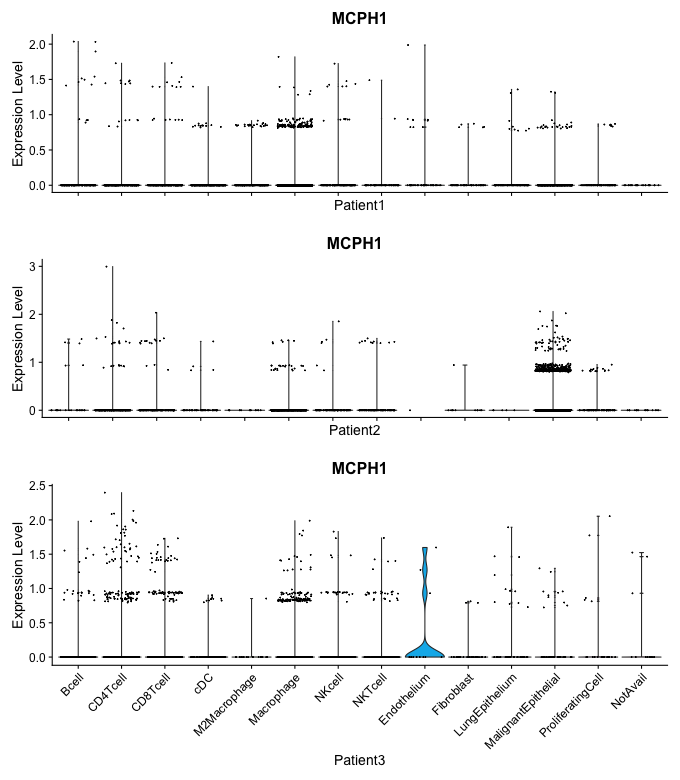 MCPH1
Expression Level
2.0
1.5
1.0
0.5
0.0
Patient1
MCPH1
Expression Level
3
2
1
0
Patient2
MCPH1
Expression Level
2.5
2.0
1.5
1.0
0.5
0.0
Bcell
CD4Tcell
CD8Tcell
cDC
M2Macrophage
Macrophage
NKcell
NKTcell
Endothelium
Fibroblast
LungEpithelium
MalignantEpithelial
ProliferatingCell
NotAvail
Patient3